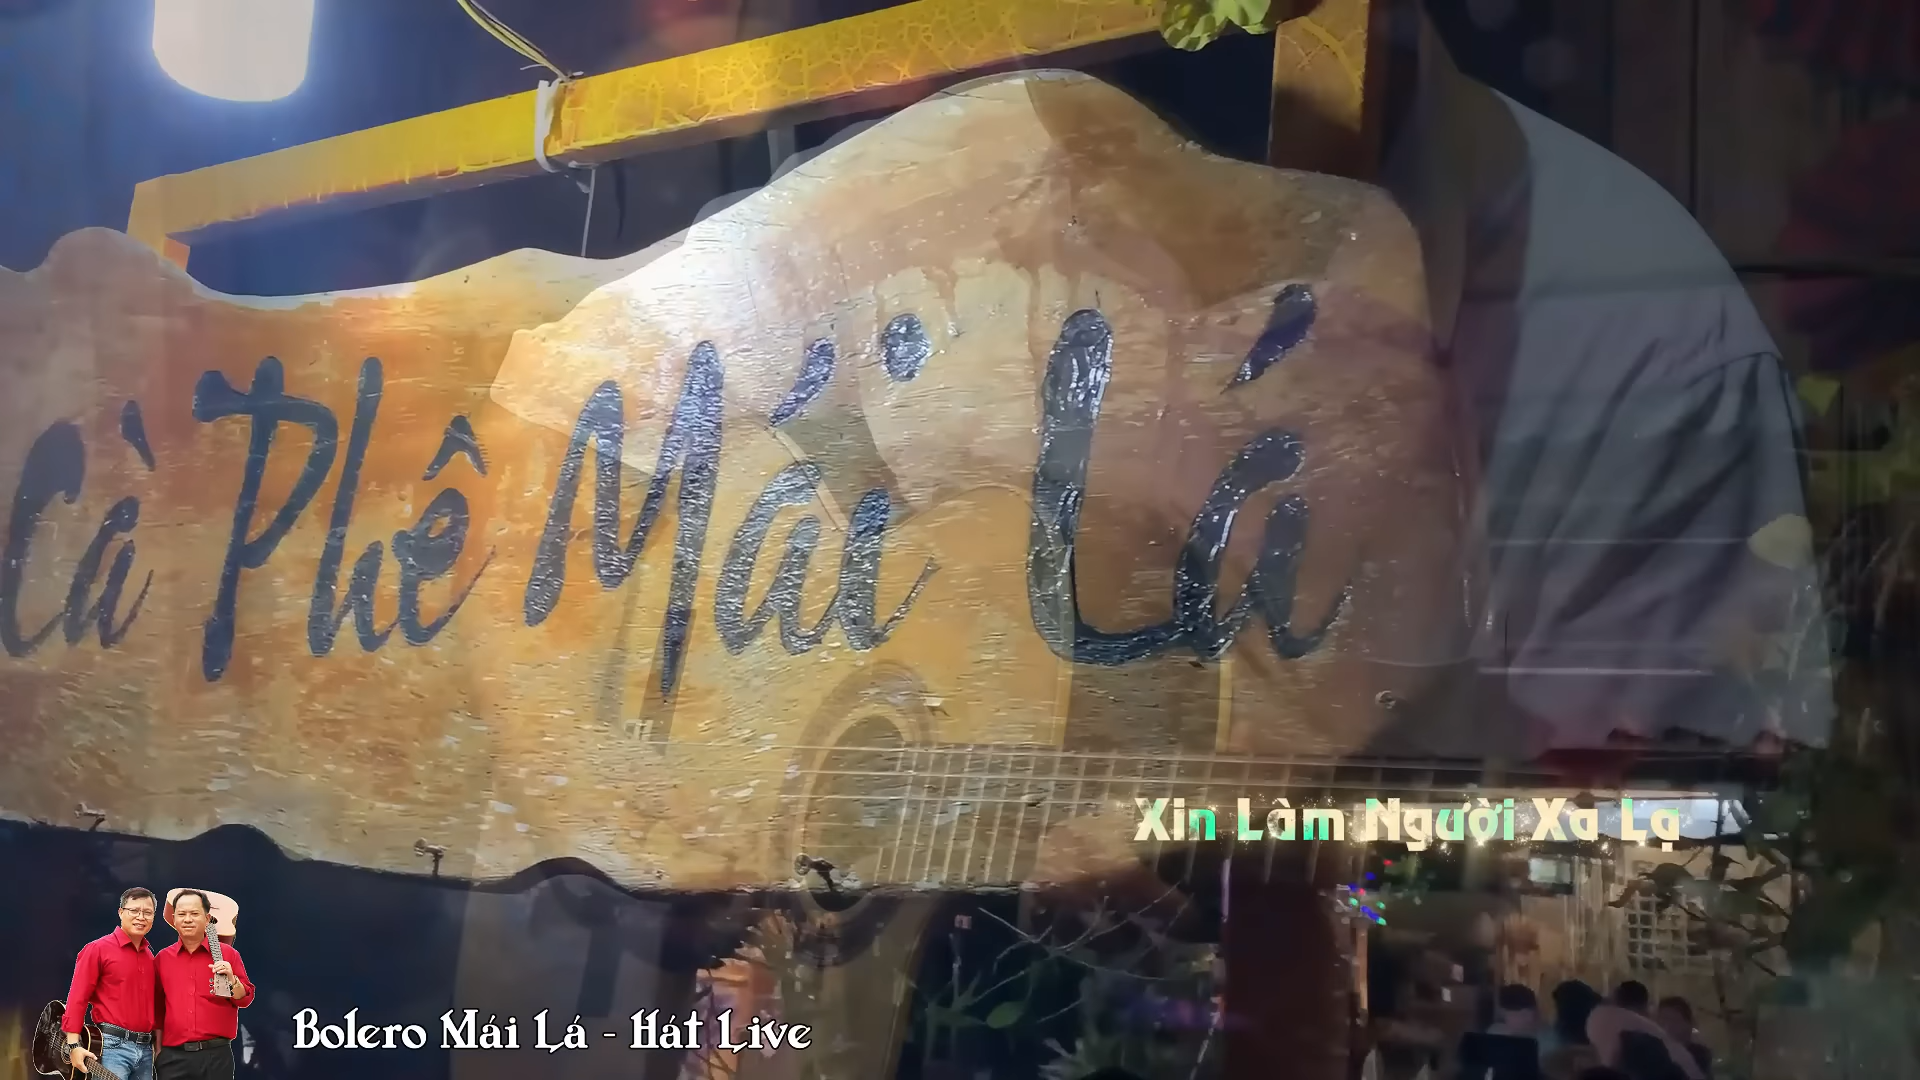 Cà Phê Mái Lá
Xin Làm Người Xa Lạ
Bolero Mái Lá - Hát Live